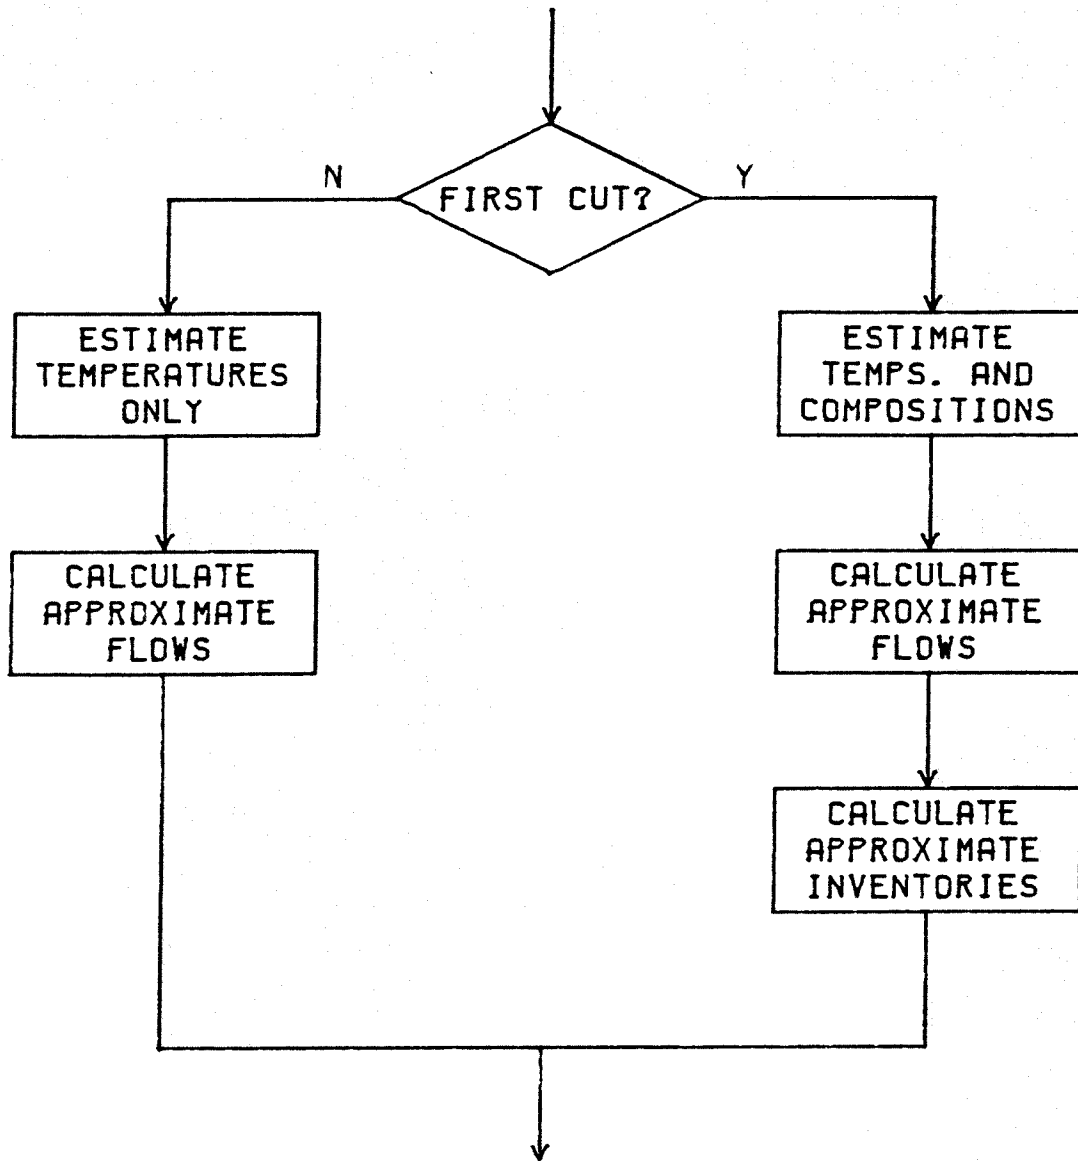 N
Y
FIRST CUT?
ESTIMATE
TEMPERATURES
ONLY
ESTIMATE
TEMPS. AND
COMPOSITIONS
CALCULATE
APPROXIMATE
FLOWS
CALCULATE
APPROXIMATE
FLOWS
CALCULATE
APPROXIMATE
INVENTORIES